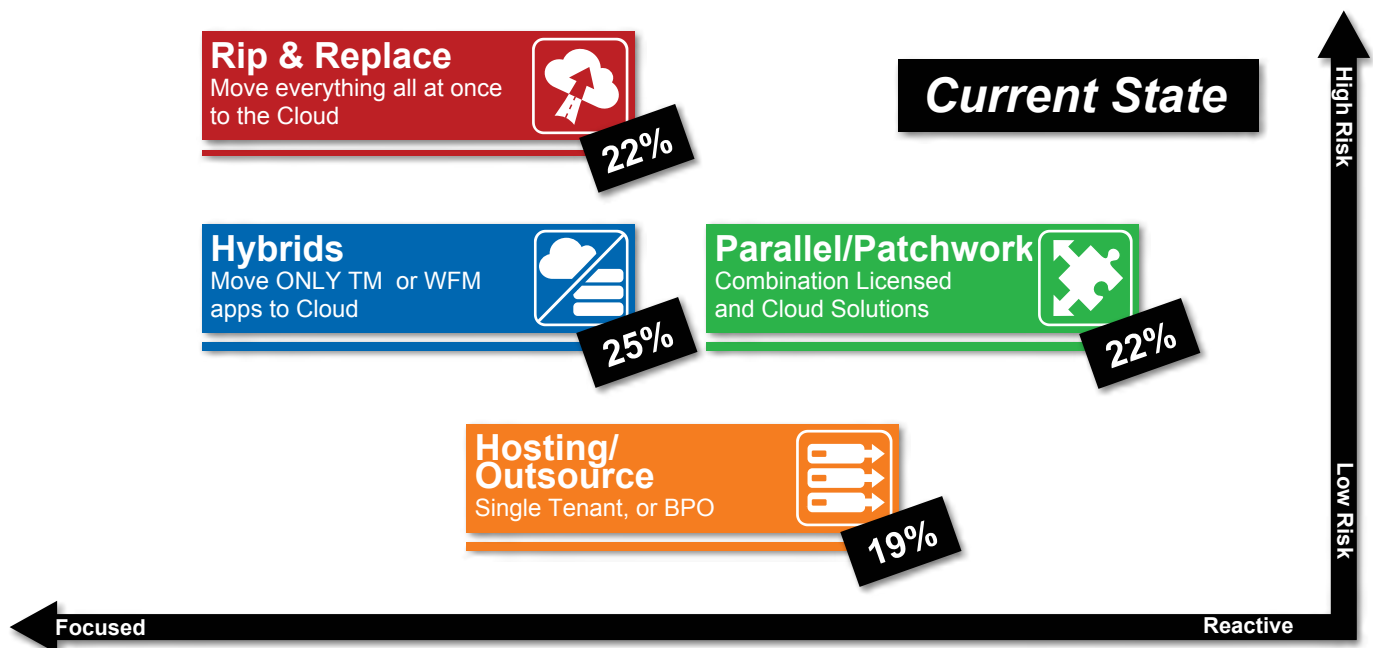 Rip & Replace
Move everything all at once
to the Cloud
22%
Current State
High Risk
Hybrids
Move ONLY TM or WFM
apps to Cloud
25%
Parallel/Patchwork
Combination Licensed
and Cloud Solutions
22%
Hosting/
Outsource
Single Tenant, or BPO
19%
Low Risk
Focused
Reactive